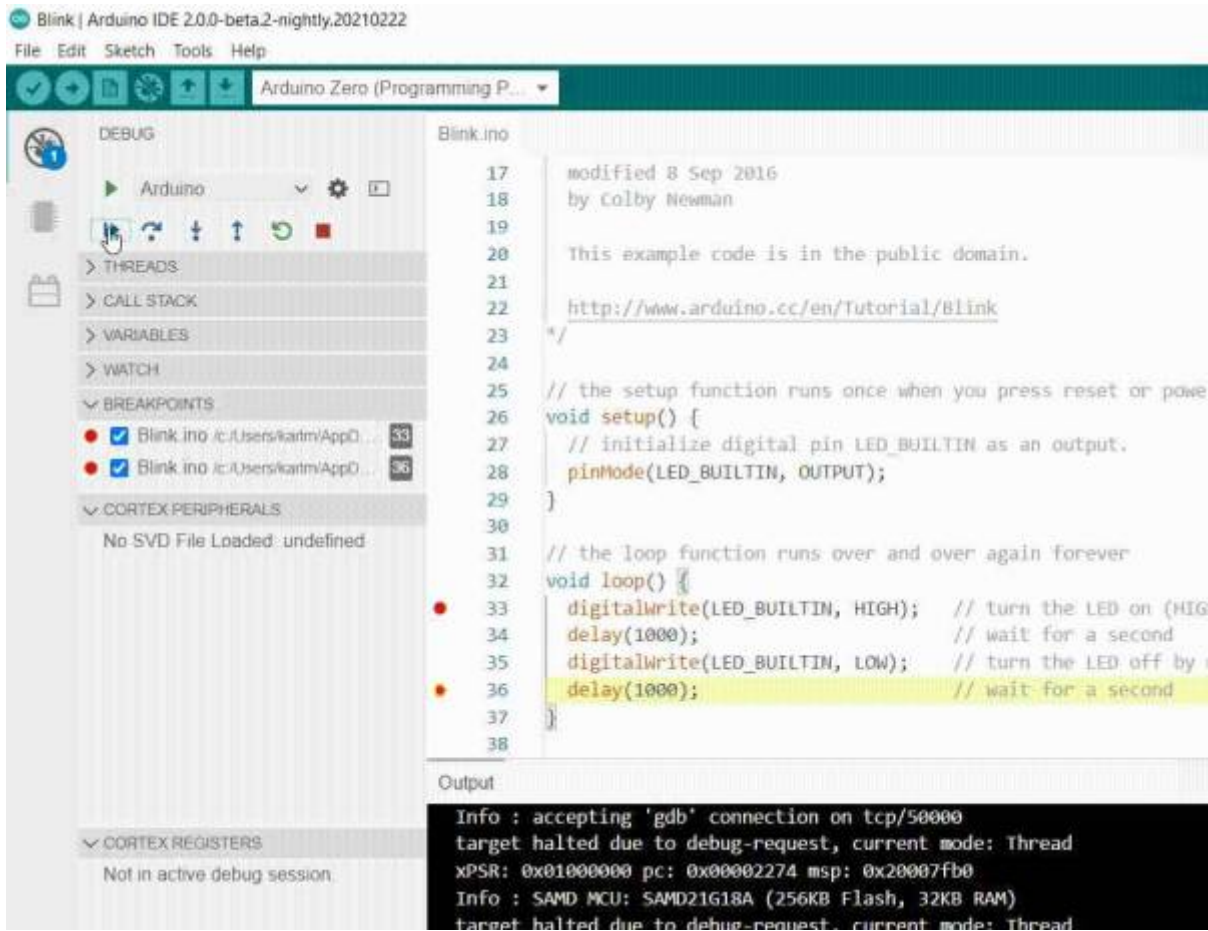 Blink | Arduino IDE 2.0.0-beta.2-nightly.20210222
File Edit Sketch Tools Help
Arduino Zero (Programming P...
DEBUG
1
Arduino
THREADS
CALL STACK
VARIABLES
WATCH
BREAKPOINTS
Blink.ino /c:/Users/karlm/AppD... 33
Blink.ino /c:/Users/karlm/AppD... 36
CORTEX PERIPHERALS
No SVD File Loaded undefined
CORTEX REGISTERS
Not in active debug session.
Blink.ino
17 modified 8 Sep 2016
18 by Colby Newman
19
20 This example code is in the public domain.
21
22 http://www.arduino.cc/en/Tutorial/Blink
23 */
24
25 // the setup function runs once when you press reset or powe
26 void setup() {
27 // initialize digital pin LED_BUILTIN as an output.
28 pinMode(LED_BUILTIN, OUTPUT);
29 }
30
31 // the loop function runs over and over again forever
32 void loop() {
33 digitalWrite(LED_BUILTIN, HIGH); // turn the LED on (HIG
34 delay(1000); // wait for a second
35 digitalWrite(LED_BUILTIN, LOW); // turn the LED off by
36 delay(1000); // wait for a second
37 }
38
Output
Info : accepting 'gdb' connection on tcp/50000
target halted due to debug-request, current mode: Thread
xPSR: 0x01000000 pc: 0x00002274 msp: 0x20007fb0
Info : SAMD MCU: SAMD21G18A (256KB Flash, 32KB RAM)
target halted due to debug-request, current mode: Thread